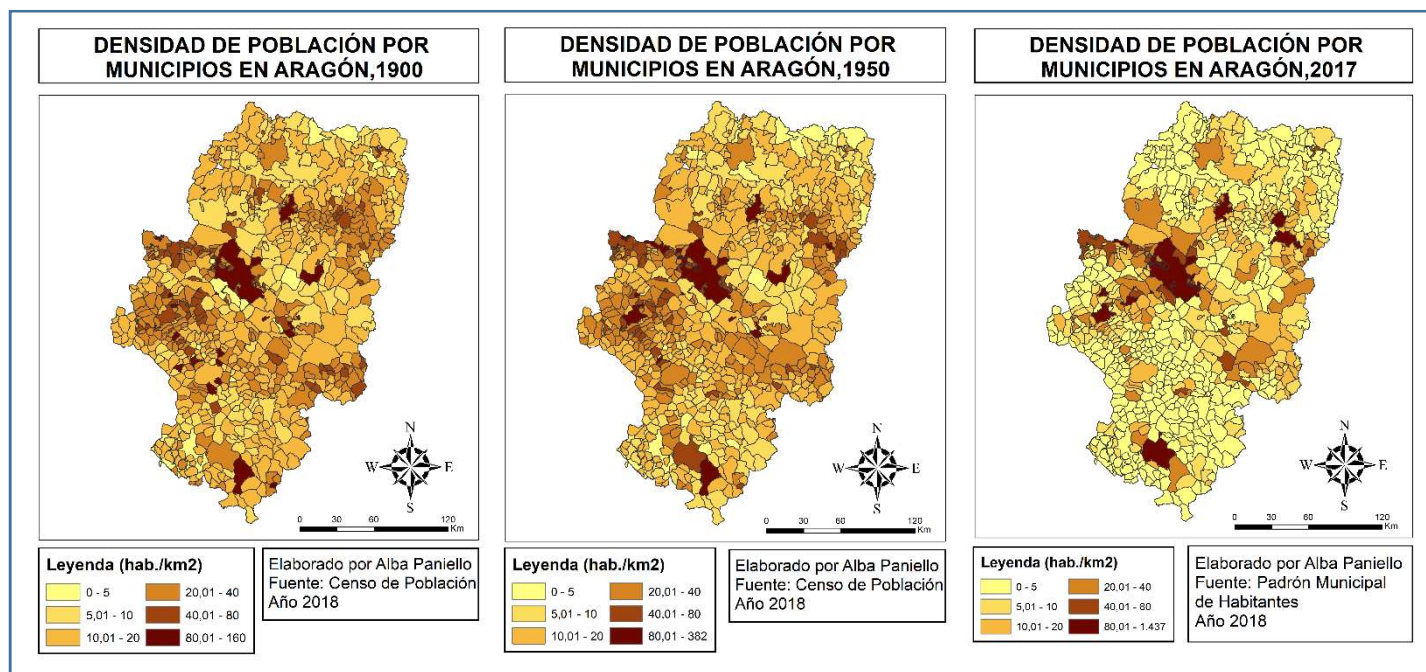 DENSIDAD DE POBLACIÓN POR
MUNICIPIOS EN ARAGÓN,1900
N
W E
S
0 30 60 120
Km
Leyenda (hab./km2)
0 - 5
5,01 - 10
10,01 - 20
20,01 - 40
40,01 - 80
80,01 - 160
Elaborado por Alba Paniello
Fuente: Censo de Población
Año 2018
DENSIDAD DE POBLACIÓN POR
MUNICIPIOS EN ARAGÓN,1950
N
W E
S
0 30 60 120
Km
Leyenda (hab./km2)
0 - 5
5,01 - 10
10,01 - 20
20,01 - 40
40,01 - 80
80,01 - 382
Elaborado por Alba Paniello
Fuente: Censo de Población
Año 2018
DENSIDAD DE POBLACIÓN POR
MUNICIPIOS EN ARAGÓN,2017
N
W E
S
0 30 60 120
Km
Leyenda (hab./km2)
0 - 5
5,01 - 10
10,01 - 20
20,01 - 40
40,01 - 80
80,01 - 1.437
Elaborado por Alba Paniello
Fuente: Padrón Municipal
de Habitantes
Año 2018